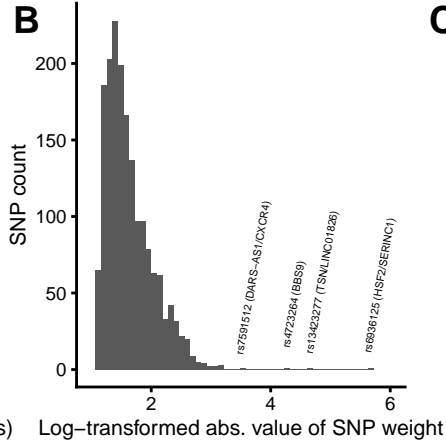 B
C
SNP count
200
150
100
50
0
rs7591512 (DARS−AS1/CXCR4)
rs4723264 (BBS9)
rs13423277 (TSN/LINC01826)
rs6936125 (HSF2/SERINC1)
2
4
6
s)
Log−transformed abs. value of SNP weight